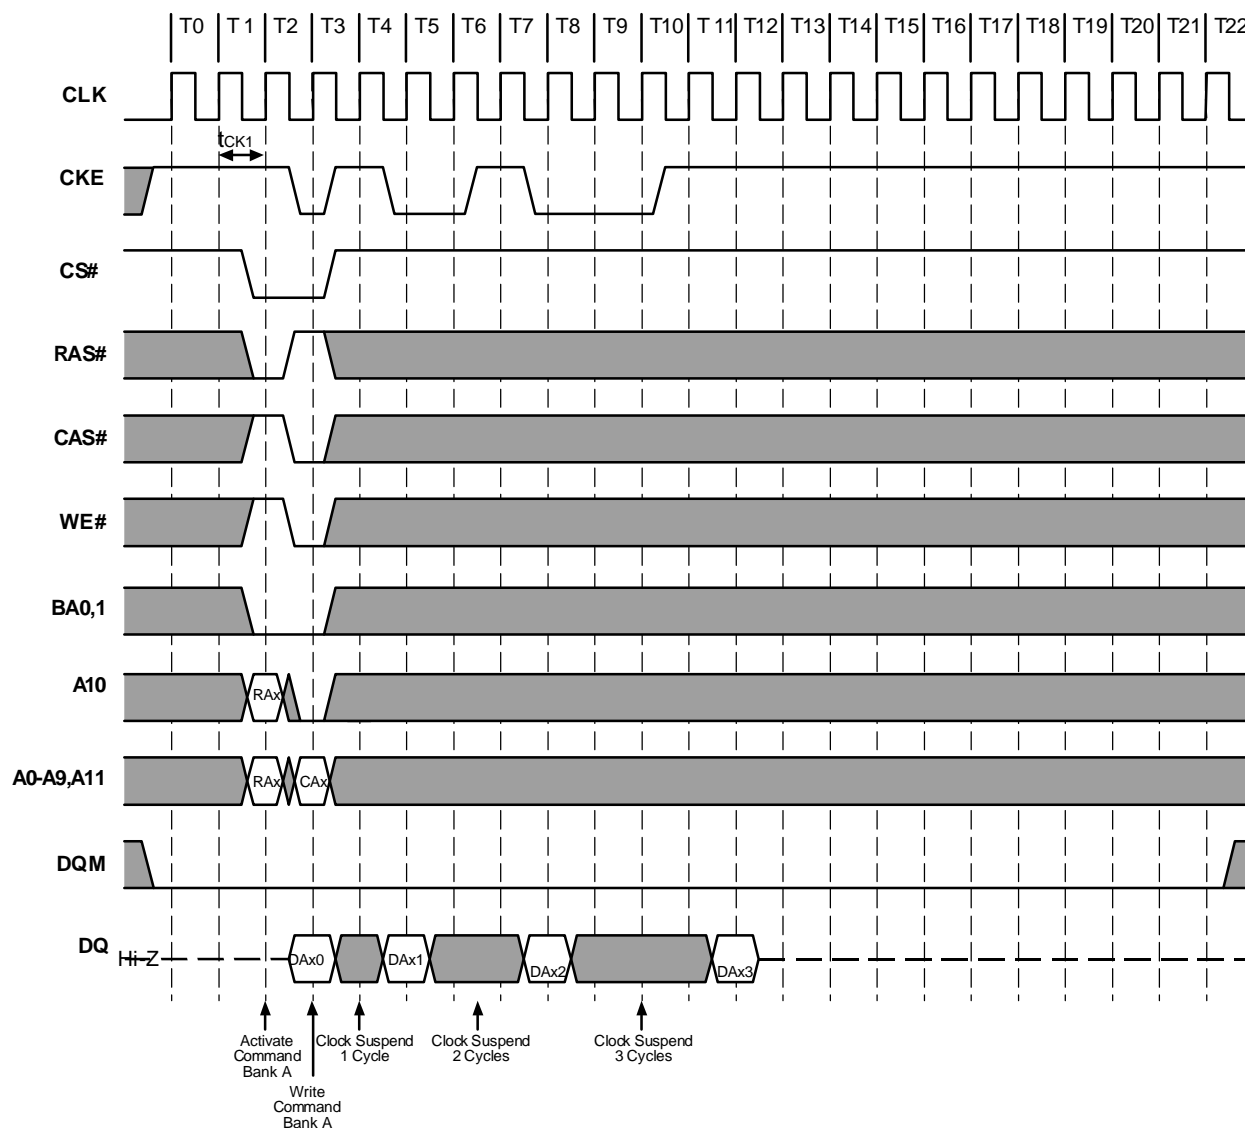 T0 T 1 T2 T3 T4 T5 T6 T7 T8 T9 T10 T 11 T12 T13 T14 T15 T16 T17 T18 T19 T20 T21 T22
CLK
tCK1
CKE
CS#
RAS#
CAS#
WE#
BA0,1
A10
RAx
A0-A9,A11
RAx CAx
DQM
DQ
Hi-Z
DAx0 DAx1 DAx2 DAx3
Activate
Command
Bank A
Write
Command
Bank A
Clock Suspend
1 Cycle
Clock Suspend
2 Cycles
Clock Suspend
3 Cycles